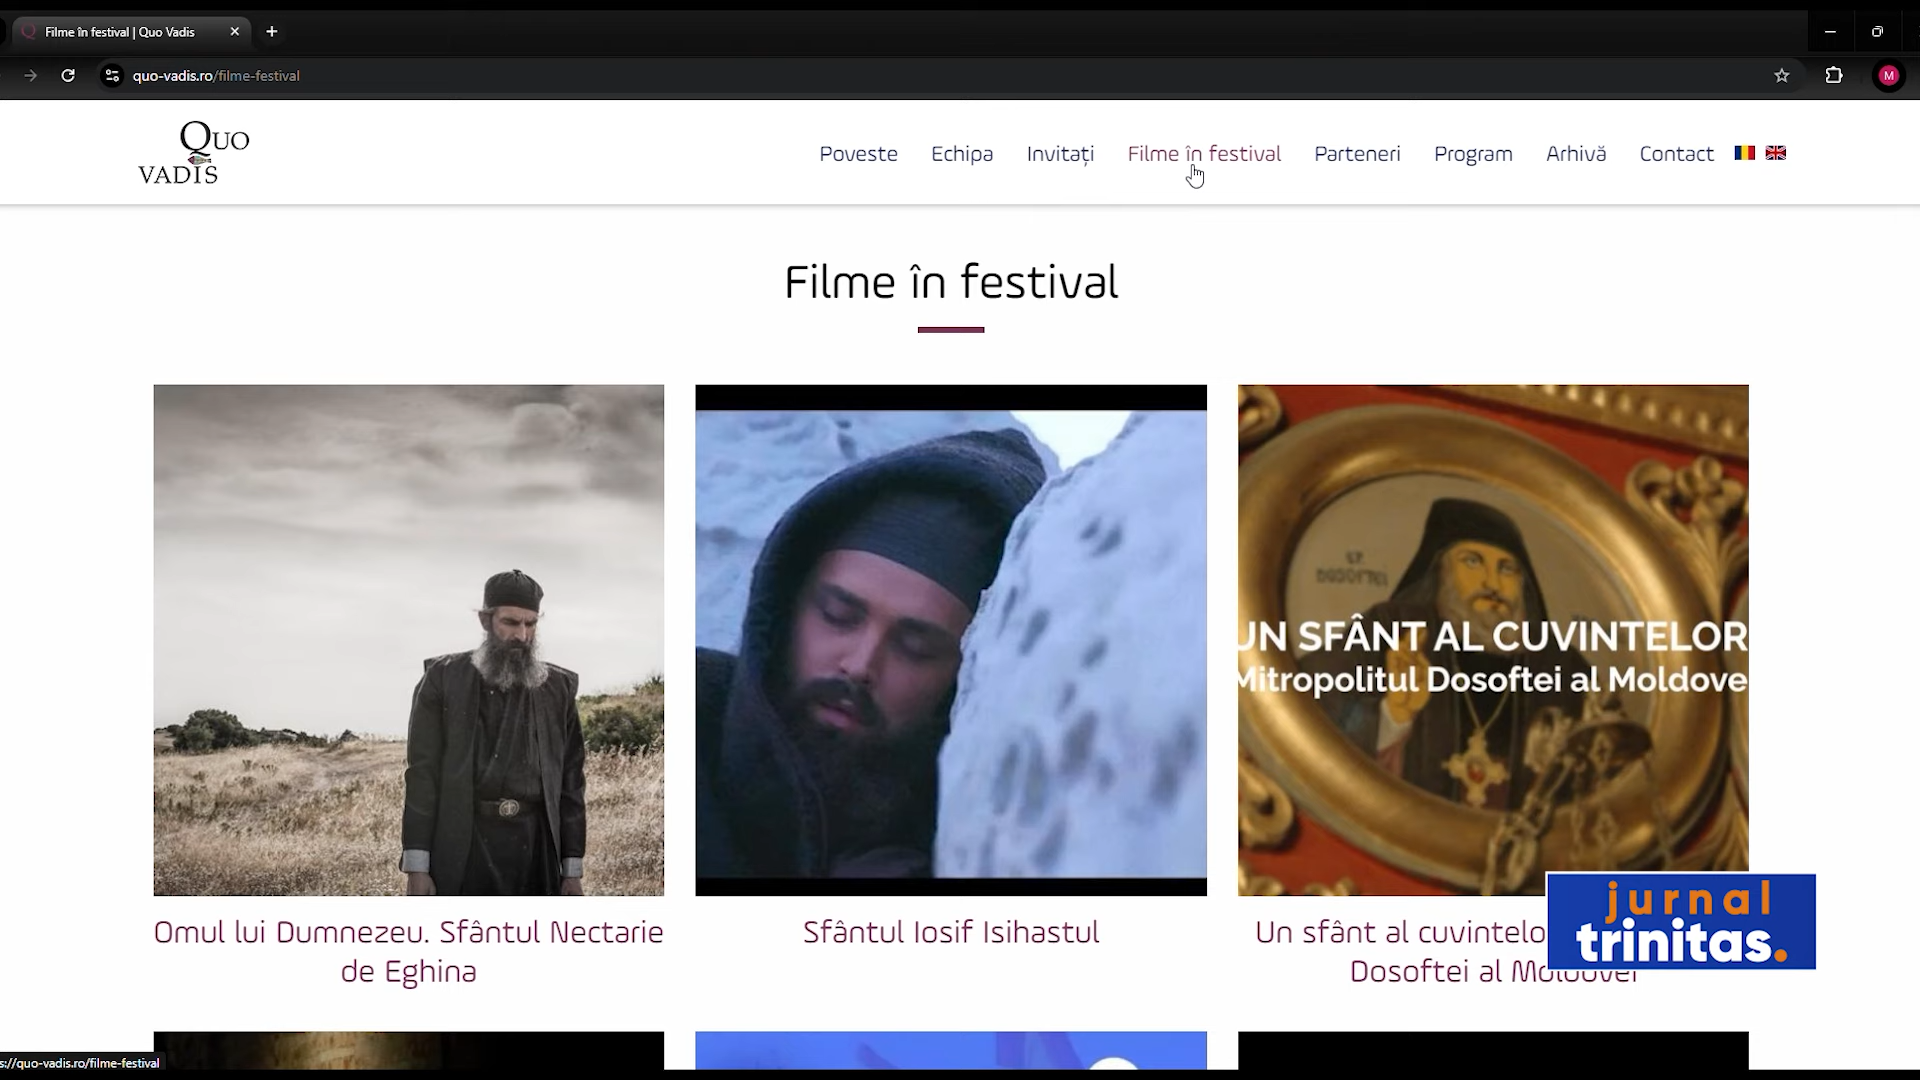 Filme în festival | Quo Vadis
quo-vadis.ro/filme-festival
M
QUO
VADIS
Poveste Echipa Invitați Filme în festival Parteneri Program Arhivă Contact
Filme în festival
SF.
DOSOFTEI
UN SFÂNT AL CUVINTELOR
Mitropolitul Dosoftei al Moldove
Omul lui Dumnezeu. Sfântul Nectarie
de Eghina
Sfântul Iosif Isihastul
Un sfânt al cuvintelo
Dosoftei al Moldovei
jurnal
trinitas.
s://quo-vadis.ro/filme-festival